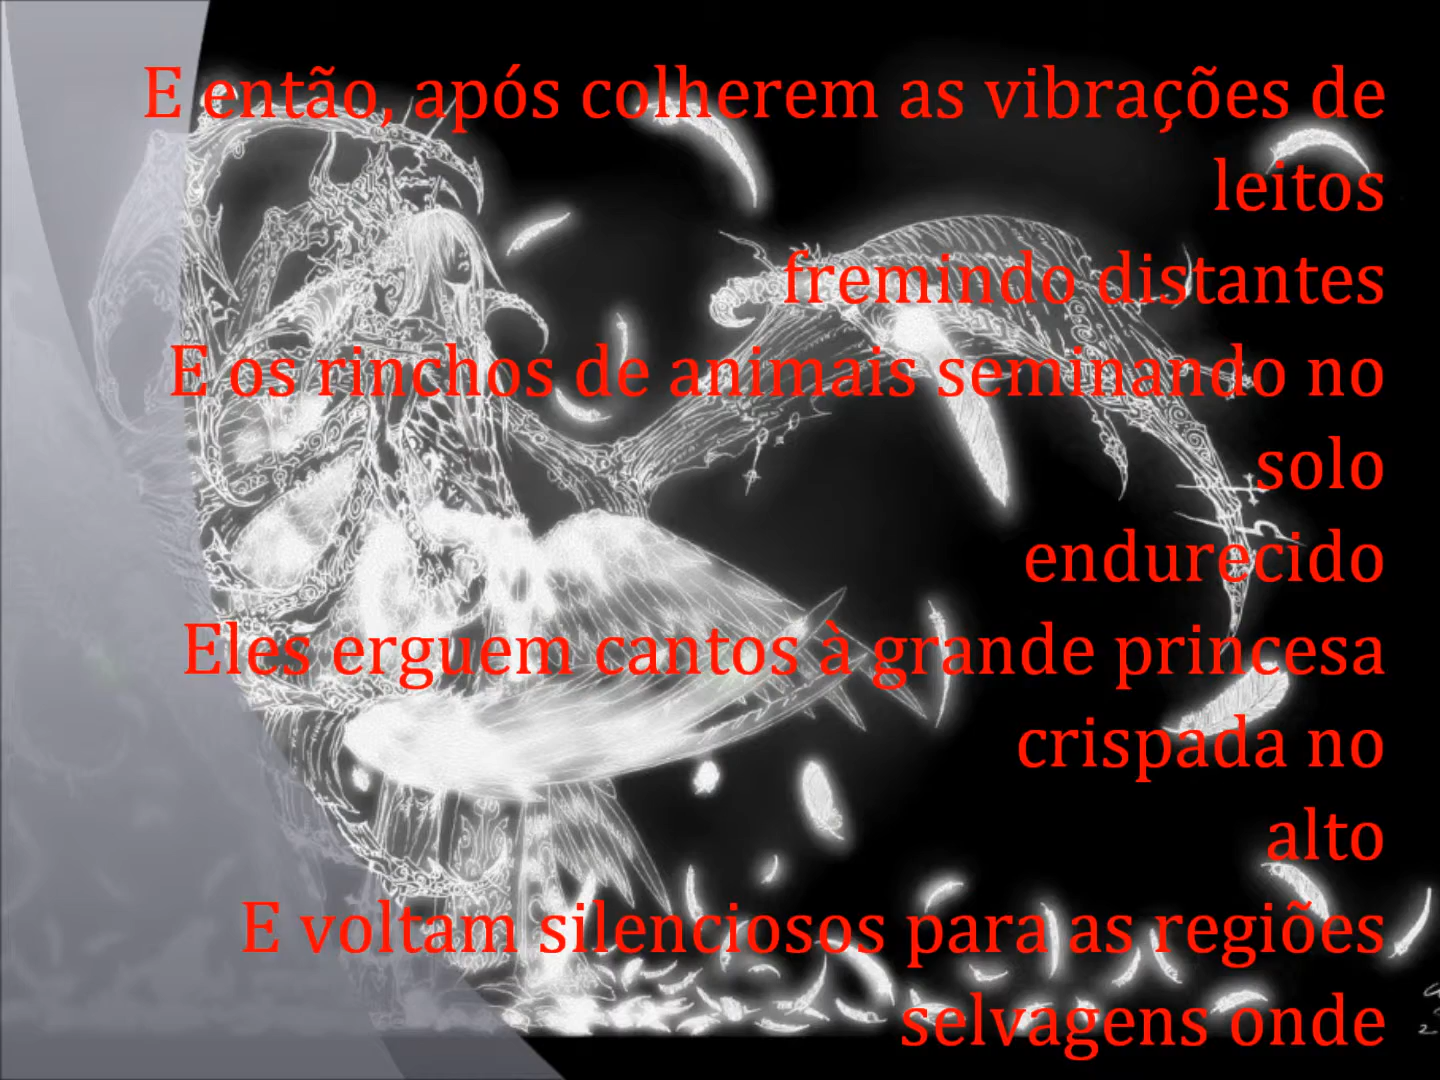 E então, após colherem as vibrações de
leitos
fremindo distantes
E os rinchos de animais seminando no
solo
endurecido
Eles erguem cantos à grande princesa
crispada no
alto
E voltam silenciosos para as regiões
selvagens onde